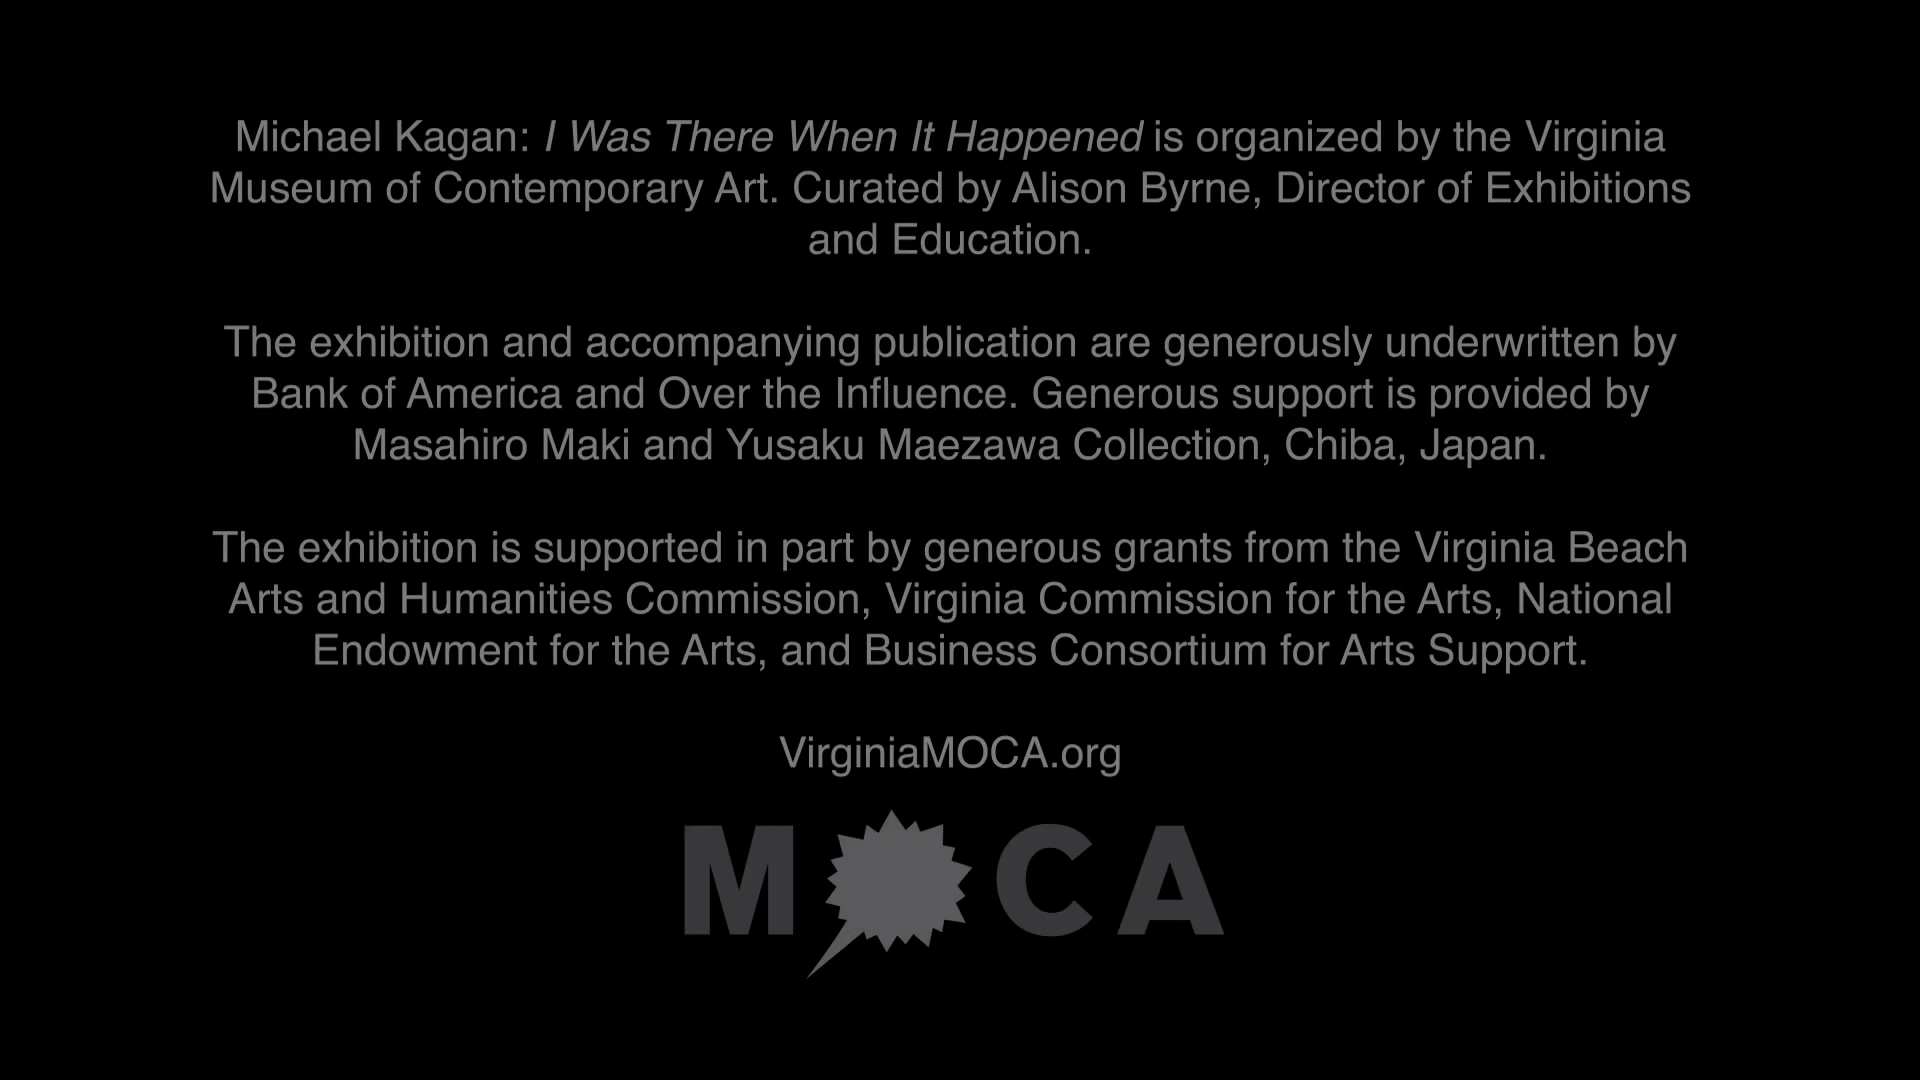 Michael Kagan: I Was There When It Happened is organized by the Virginia
Museum of Contemporary Art. Curated by Alison Byrne, Director of Exhibitions
and Education.
The exhibition and accompanying publication are generously underwritten by
Bank of America and Over the Influence. Generous support is provided by
Masahiro Maki and Yusaku Maezawa Collection, Chiba, Japan.
The exhibition is supported in part by generous grants from the Virginia Beach
Arts and Humanities Commission, Virginia Commission for the Arts, National
Endowment for the Arts, and Business Consortium for Arts Support.
VirginiaMOCA.org
MOCA